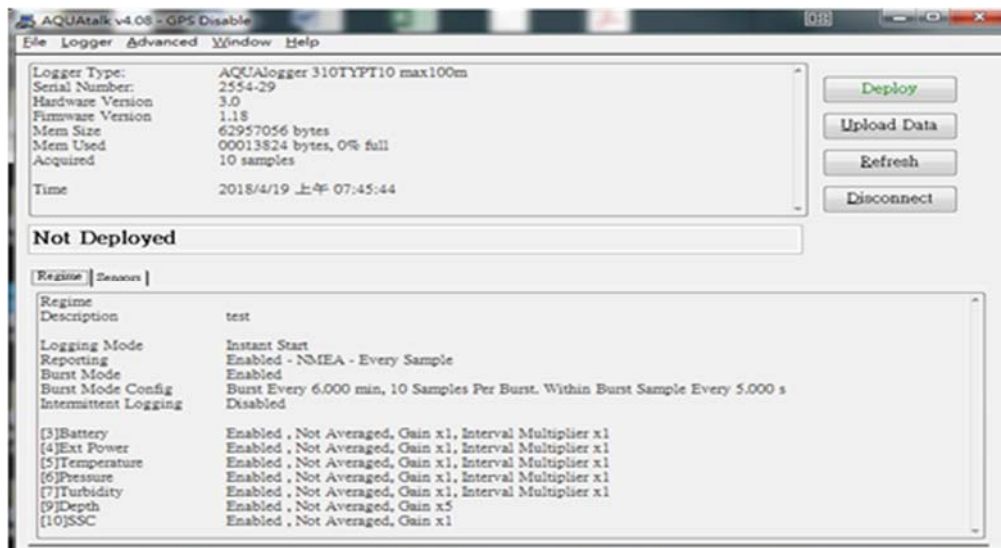 AQUAtalk v4.08 - GPS Disable
File Logger Advanced Window Help
Logger Type: AQUAlogger 310TYPT10 max100m
Serial Number: 2554-29
Hardware Version 3.0
Firmware Version 1.18
Mem Size 62957056 bytes
Mem Used 00013824 bytes, 0% full
Acquired 10 samples
Time 2018/4/19 上午 07:45:44
Deploy
Upload Data
Refresh
Disconnect
Not Deployed
Regime Sensors
Regime
Description test
Logging Mode Instant Start
Reporting Enabled - NMEA - Every Sample
Burst Mode Enabled
Burst Mode Config Burst Every 6.000 min, 10 Samples Per Burst. Within Burst Sample Every 5.000 s
Intermittent Logging Disabled
[3]Battery Enabled , Not Averaged, Gain x1, Interval Multiplier x1
[4]Ext Power Enabled , Not Averaged, Gain x1, Interval Multiplier x1
[5]Temperature Enabled , Not Averaged, Gain x1, Interval Multiplier x1
[6]Pressure Enabled , Not Averaged, Gain x1, Interval Multiplier x1
[7]Turbidity Enabled , Not Averaged, Gain x1, Interval Multiplier x1
[9]Depth Enabled , Not Averaged, Gain x5
[10]SSC Enabled , Not Averaged, Gain x1